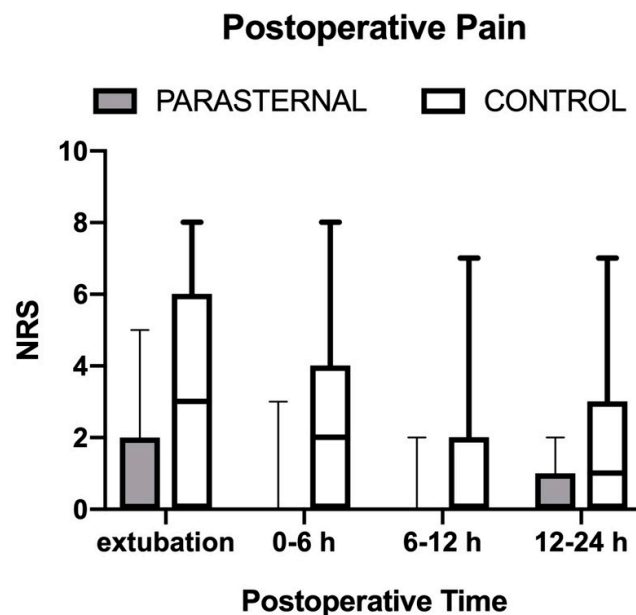 Postoperative Pain
PARASTERNAL CONTROL
10
8
6
4
2
0
NRS
extubation 0-6 h 6-12 h 12-24 h
Postoperative Time